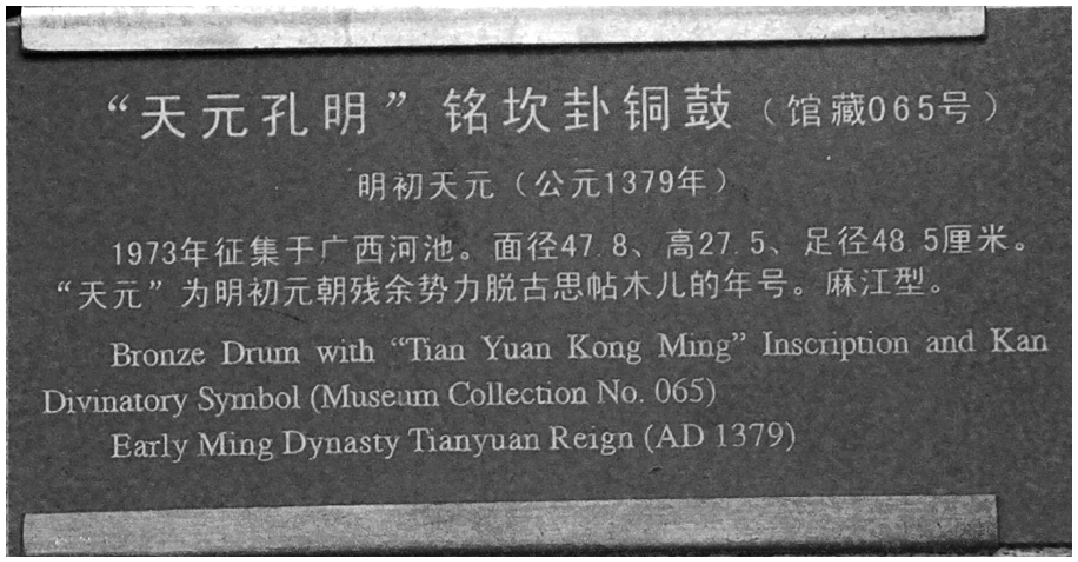 “天元孔明”铭坎卦铜鼓（馆藏065号）
明初天元（公元1379年）
1973年征集于广西河池。面径47.8、高27.5、足径48.5厘米。
“天元”为明初元朝残余势力脱古思帖木儿的年号。麻江型。
Bronze Drum with “Tian Yuan Kong Ming” Inscription and Kan
Divinatory Symbol (Museum Collection No. 065)
Early Ming Dynasty Tianyuan Reign (AD 1379)